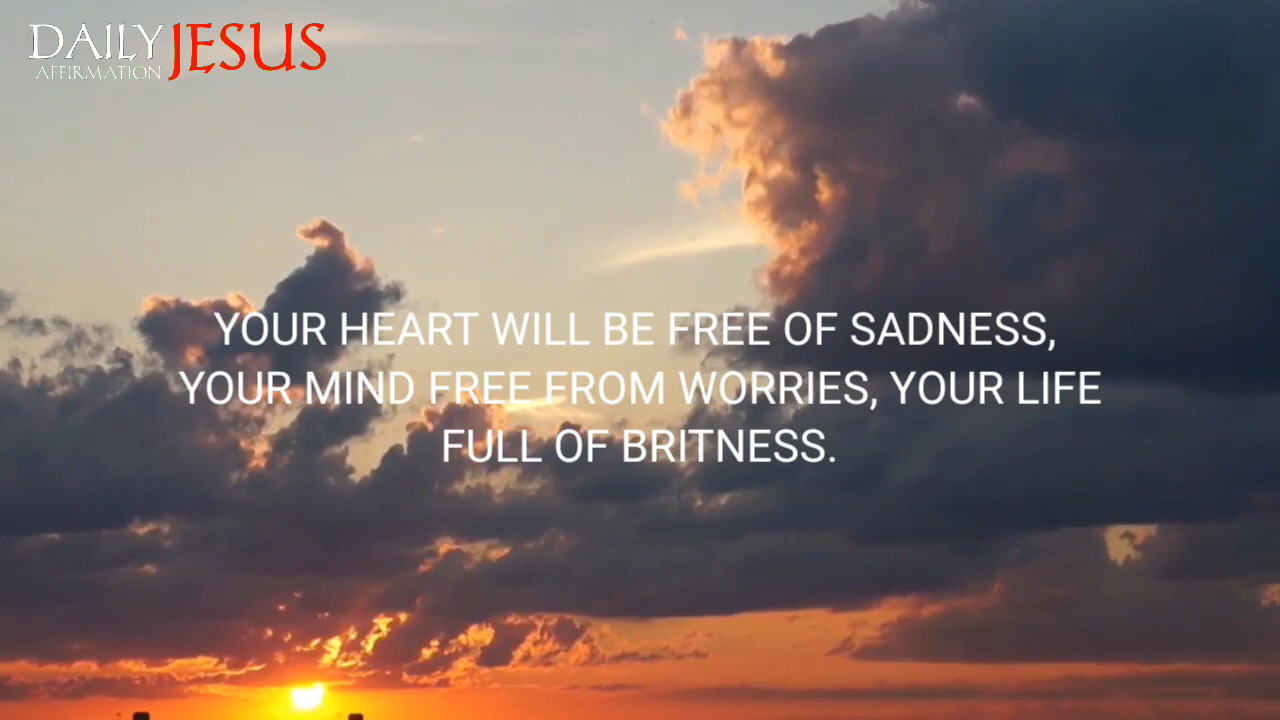 DAILY JESUS
AFFIRMATION
YOUR HEART WILL BE FREE OF SADNESS,
YOUR MIND FREE FROM WORRIES, YOUR LIFE
FULL OF BRITNESS.